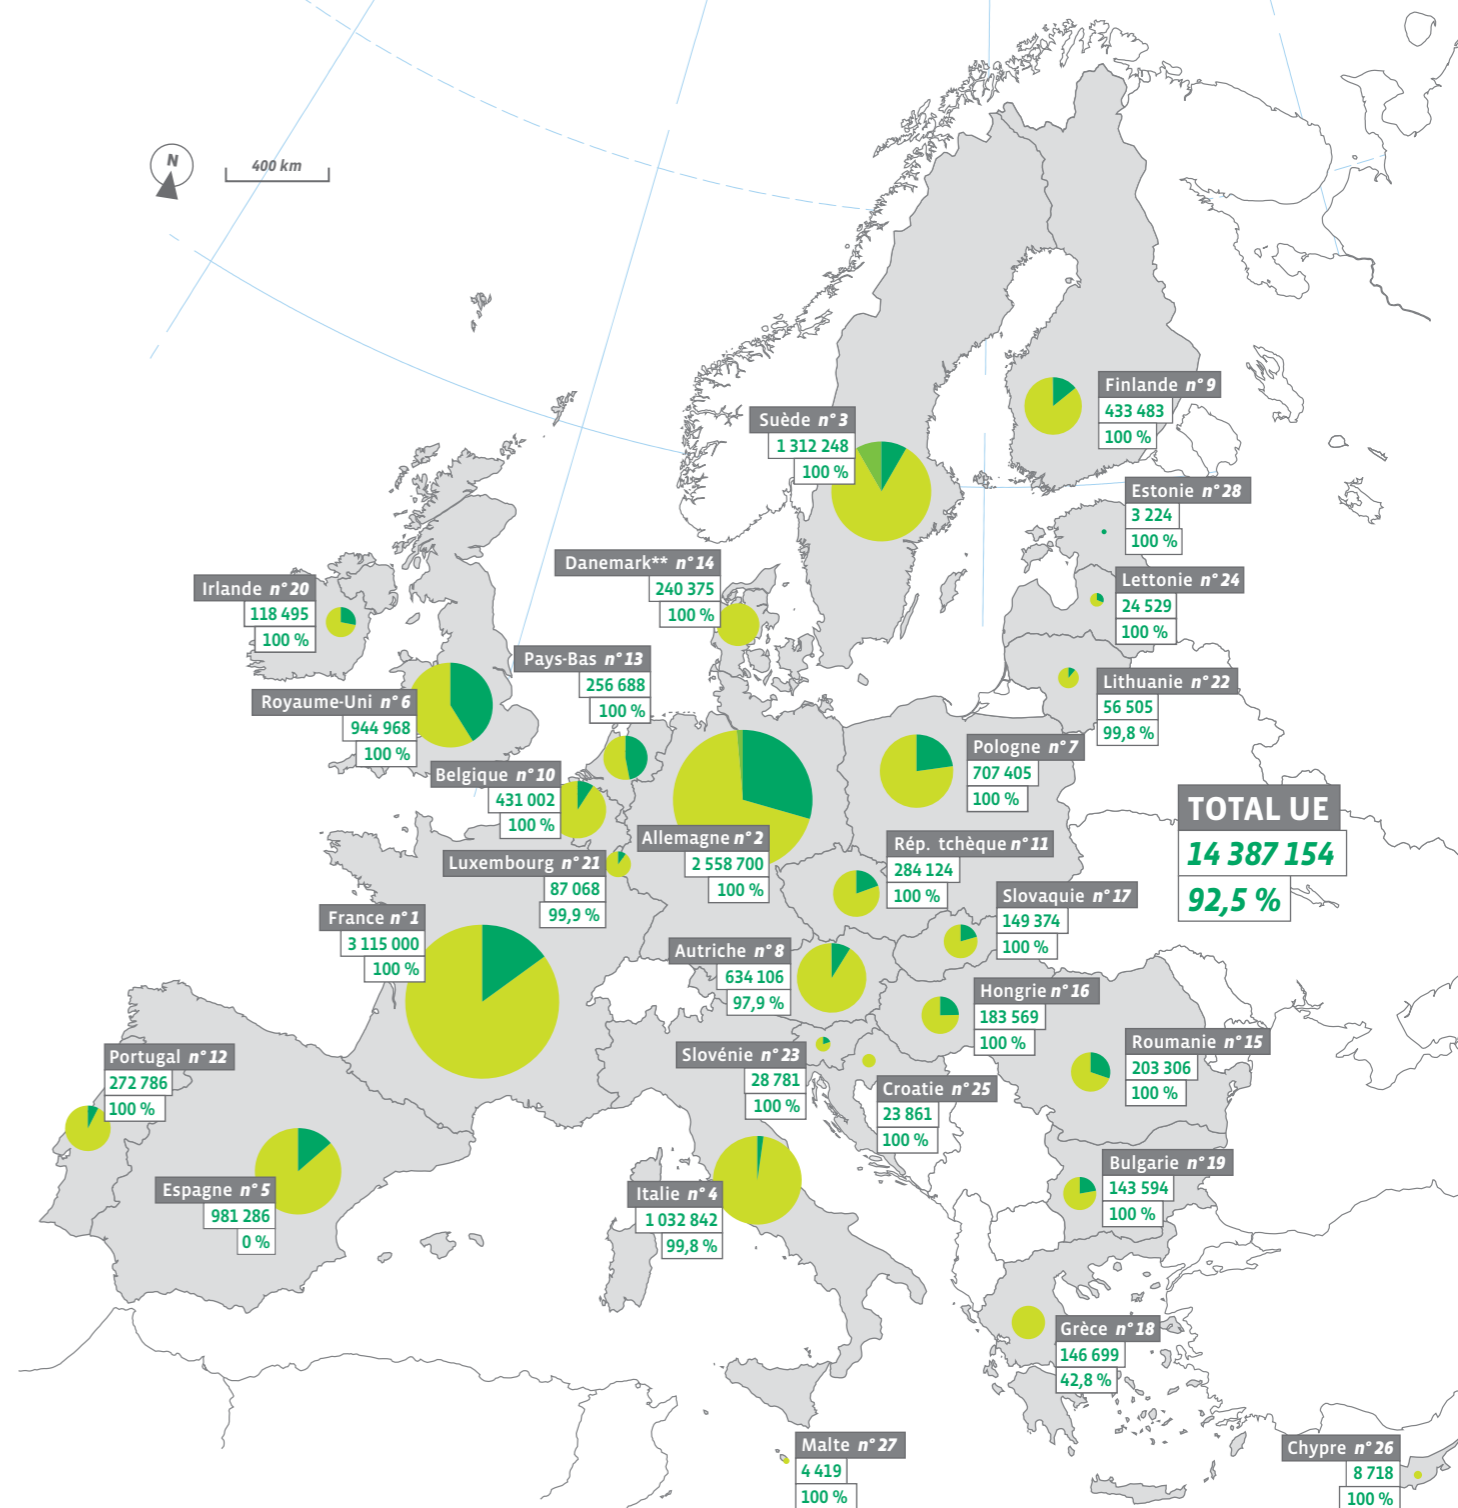 N
400 km
Finlande n° 9
433 483
100 %
Suède n° 3
1 312 248
100 %
Estonie n° 28
3 224
100 %
Danemark** n° 14
240 375
100 %
Lettonie n° 24
24 529
100 %
Irlande n° 20
118 495
100 %
Pays-Bas n° 13
256 688
100 %
Lithuanie n° 22
56 505
99,8 %
Royaume-Uni n° 6
944 968
100 %
Pologne n° 7
707 405
100 %
Belgique n° 10
431 002
100 %
TOTAL UE
14 387 154
92,5 %
Allemagne n° 2
2 558 700
100 %
Rép. tchèque n° 11
284 124
100 %
Luxembourg n° 21
87 068
99,9 %
Slovaquie n° 17
149 374
100 %
France n° 1
3 115 000
100 %
Autriche n° 8
634 106
97,9 %
Hongrie n° 16
183 569
100 %
Roumanie n° 15
203 306
100 %
Portugal n° 12
272 786
100 %
Slovénie n° 23
28 781
100 %
Croatie n° 25
23 861
100 %
Bulgarie n° 19
143 594
100 %
Espagne n° 5
981 286
0 %
Italie n° 4
1 032 842
99,8 %
Grèce n° 18
146 699
42,8 %
Malte n° 27
4 419
100 %
Chypre n° 26
8 718
100 %